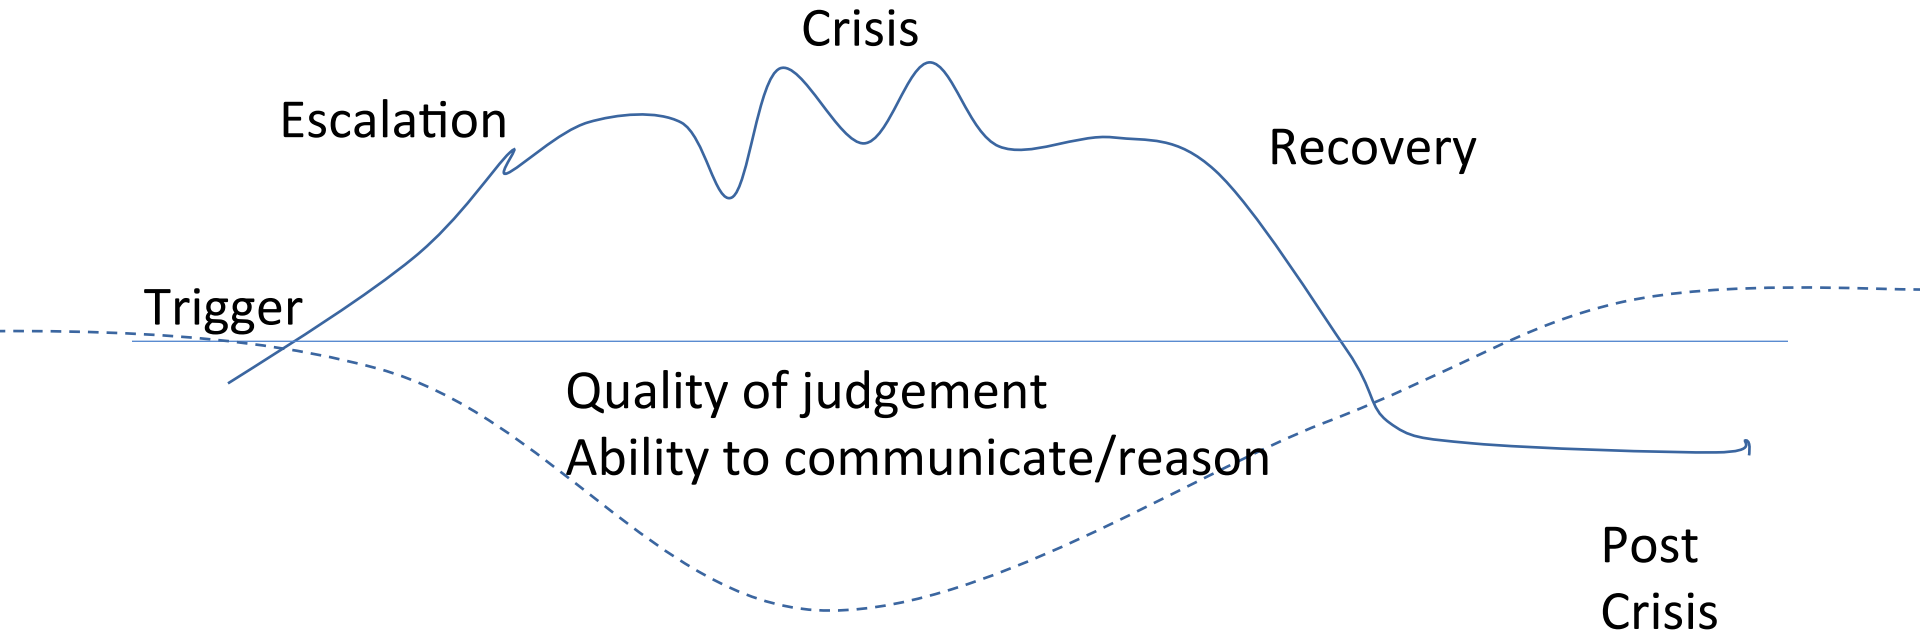 Crisis
Escalation
Recovery
Trigger
Quality of judgement
Ability to communicate/reason
Post
Crisis